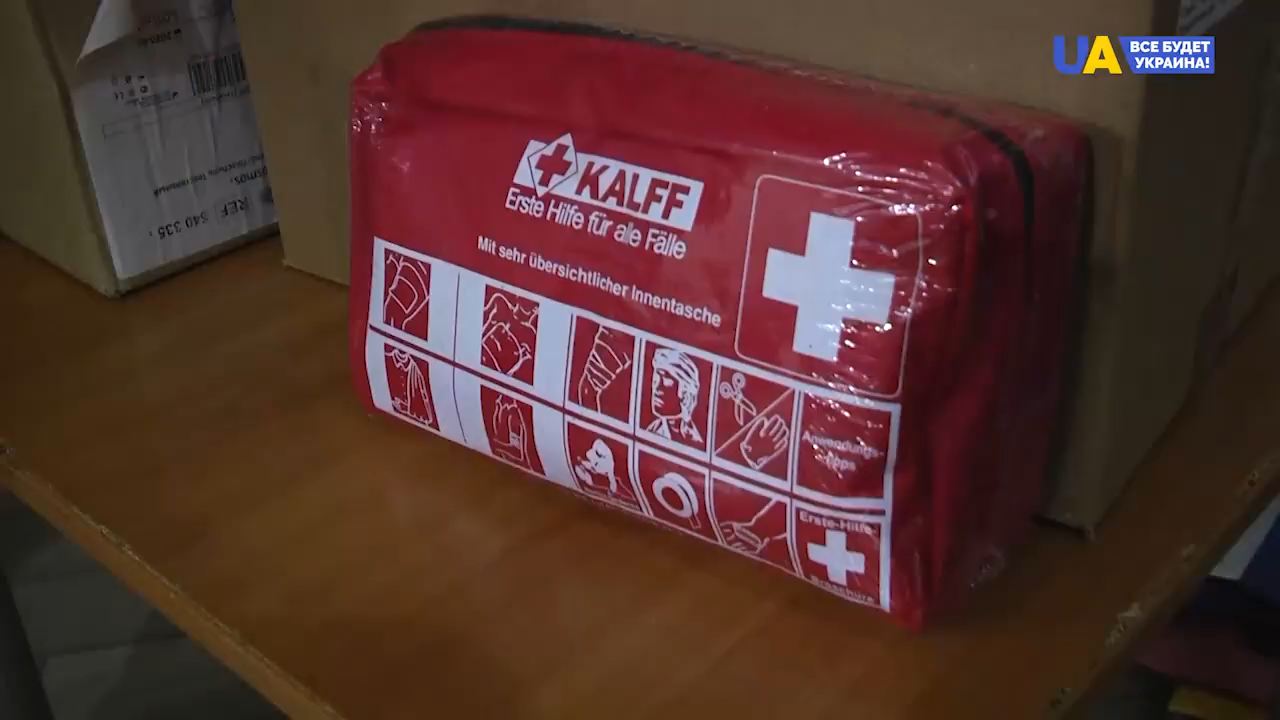 UA ВСЕ БУДЕТ
УКРАИНА!
KALFF
Erste Hilfe für alle Fälle
Mit sehr übersichtlicher Innentasche
Anwendungs-
tipps
Erste-Hilfe-
Broschüre
REF 540 335